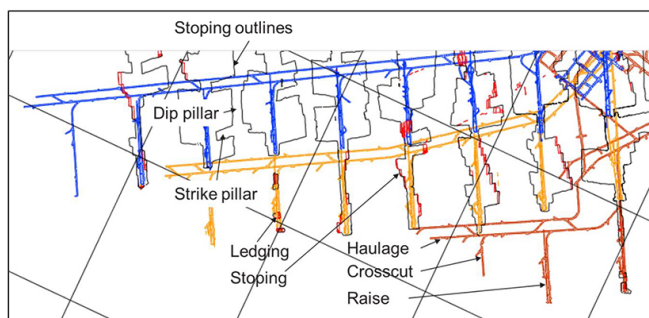 Stoping outlines
Dip pillar
Strike pillar
Ledging
Stoping
Haulage
Crosscut
Raise